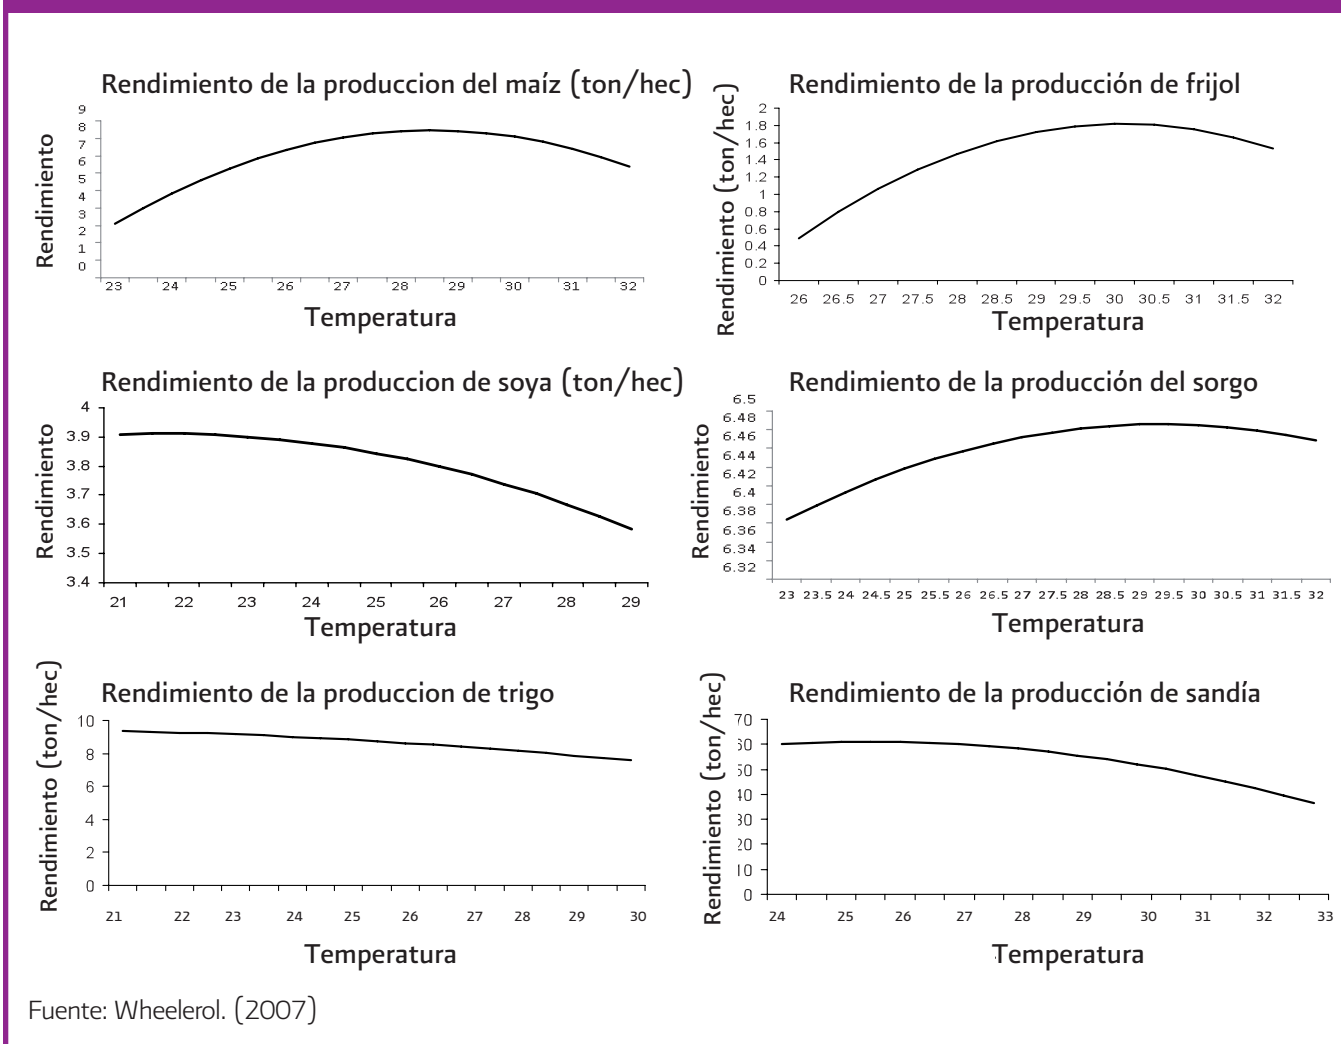 Rendimiento de la produccion del maíz (ton/hec)
Rendimiento
9
8
7
6
5
4
3
2
1
0
23 24 25 26 27 28 29 30 31 32
Temperatura
Rendimiento de la producción de frijol
Rendimiento (ton/hec)
2
1.8
1.6
1.4
1.2
1
0.8
0.6
0.4
0.2
0
26 26.5 27 27.5 28 28.5 29 29.5 30 30.5 31 31.5 32
Temperatura
Rendimiento de la produccion de soya (ton/hec)
Rendimiento
4
3.9
3.8
3.7
3.6
3.5
3.4
21 22 23 24 25 26 27 28 29
Temperatura
Rendimiento de la producción del sorgo
Rendimiento
6.5
6.48
6.46
6.44
6.42
6.4
6.38
6.36
6.34
6.32
23 23.5 24 24.5 25 25.5 26 26.5 27 27.5 28 28.5 29 29.5 30 30.5 31 31.5 32
Temperatura
Rendimiento de la produccion de trigo
Rendimiento (ton/hec)
10
8
6
4
2
0
21 22 23 24 25 26 27 28 29 30
Temperatura
Rendimiento de la producción de sandía
Rendimiento (ton/hec)
70
60
50
40
30
20
10
0
24 25 26 27 28 29 30 31 32 33
Temperatura
Fuente: Wheelerol. (2007)